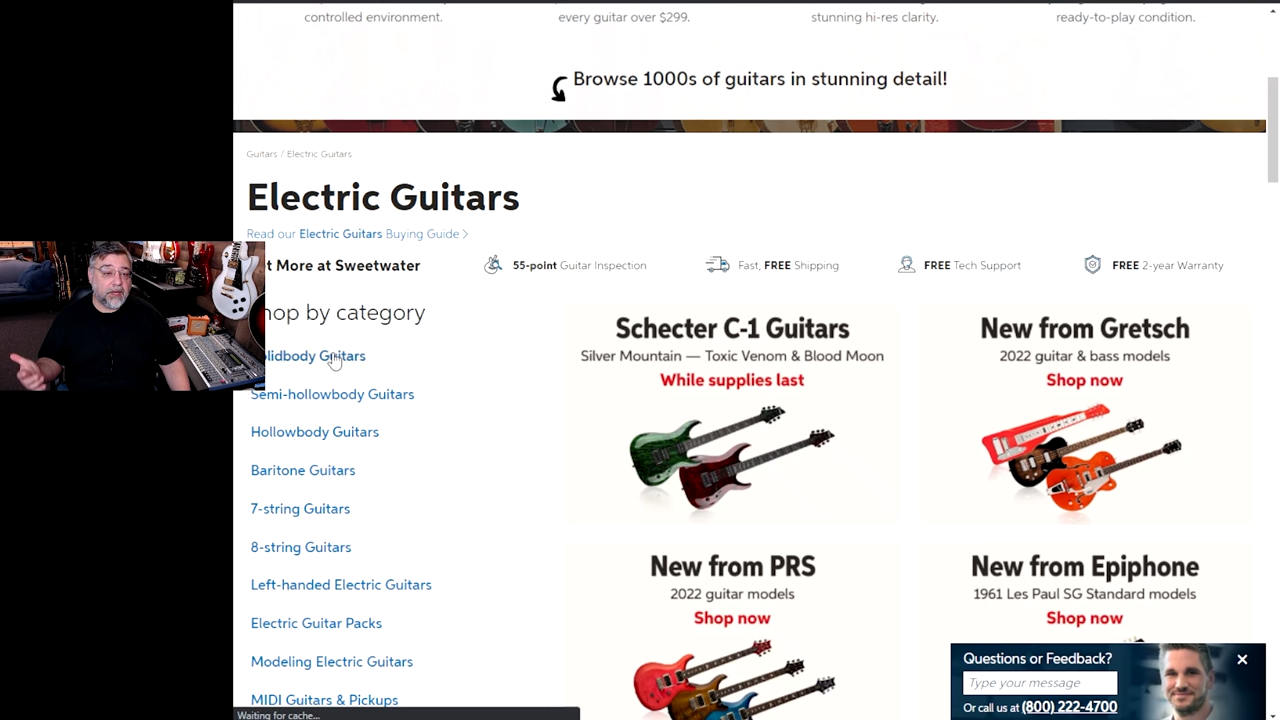 controlled environment.
every guitar over $299.
stunning hi-res clarity.
ready-to-play condition.
Browse 1000s of guitars in stunning detail!
Guitars / Electric Guitars
Electric Guitars
Read our Electric Guitars Buying Guide >
t More at Sweetwater
55-point Guitar Inspection
Fast, FREE Shipping
FREE Tech Support
FREE 2-year Warranty
hop by category
olidbody Guitars
Semi-hollowbody Guitars
Hollowbody Guitars
Baritone Guitars
7-string Guitars
8-string Guitars
Left-handed Electric Guitars
Electric Guitar Packs
Modeling Electric Guitars
MIDI Guitars & Pickups
Schecter C-1 Guitars
Silver Mountain — Toxic Venom & Blood Moon
While supplies last
New from Gretsch
2022 guitar & bass models
Shop now
New from PRS
2022 guitar models
Shop now
New from Epiphone
1961 Les Paul SG Standard models
Shop now
Questions or Feedback?
Type your message
Or call us at (800) 222-4700
Waiting for cache...